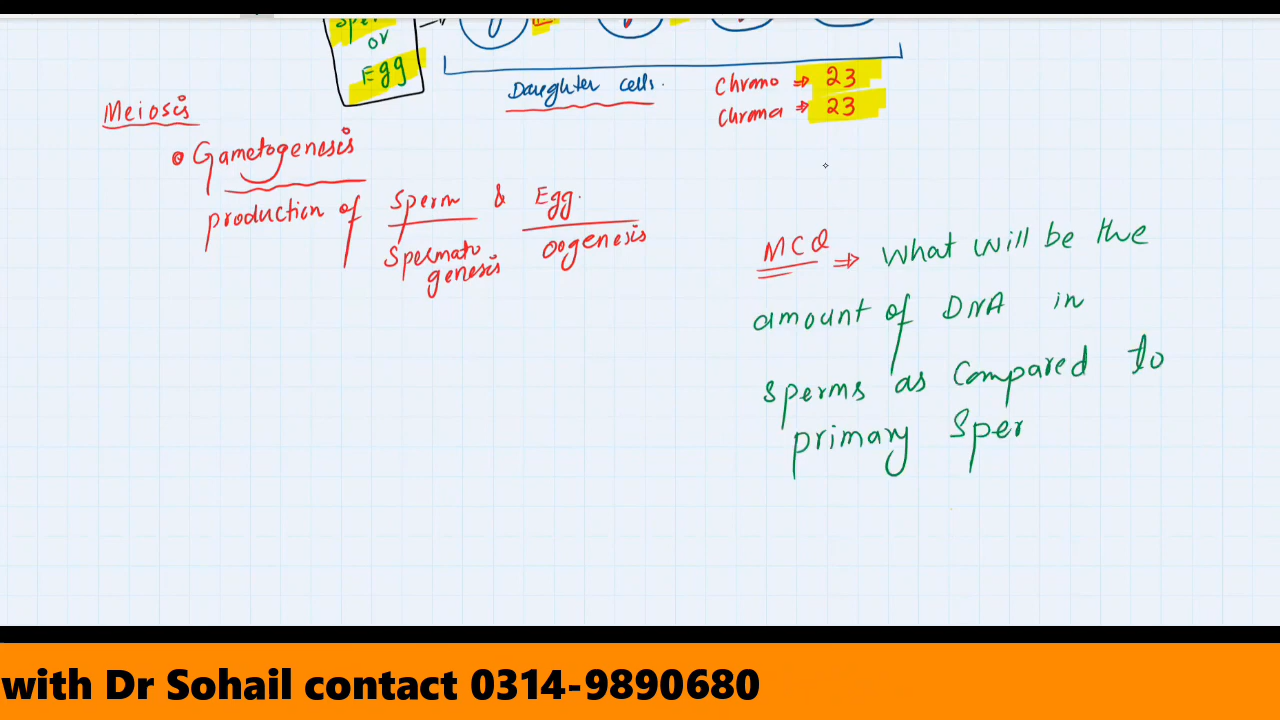 or
Egg
Daughter cells.
Chromo ⇒ 23
Chroma ⇒ 23
Meiosis
Gametogenesis
production of sperm & Egg.
Spermato
genesis
oogenesis
MCQ ⇒ What will be the
amount of DNA in
sperms as compared to
primary Sper
with Dr Sohail contact 0314-9890680